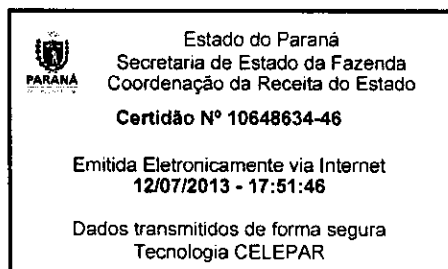 Estado do Paraná
Secretaria de Estado da Fazenda
Coordenação da Receita do Estado
PARANÁ
Certidão Nº 10648634-46
Emitida Eletronicamente via Internet
12/07/2013 - 17:51:46
Dados transmitidos de forma segura
Tecnologia CELEPAR